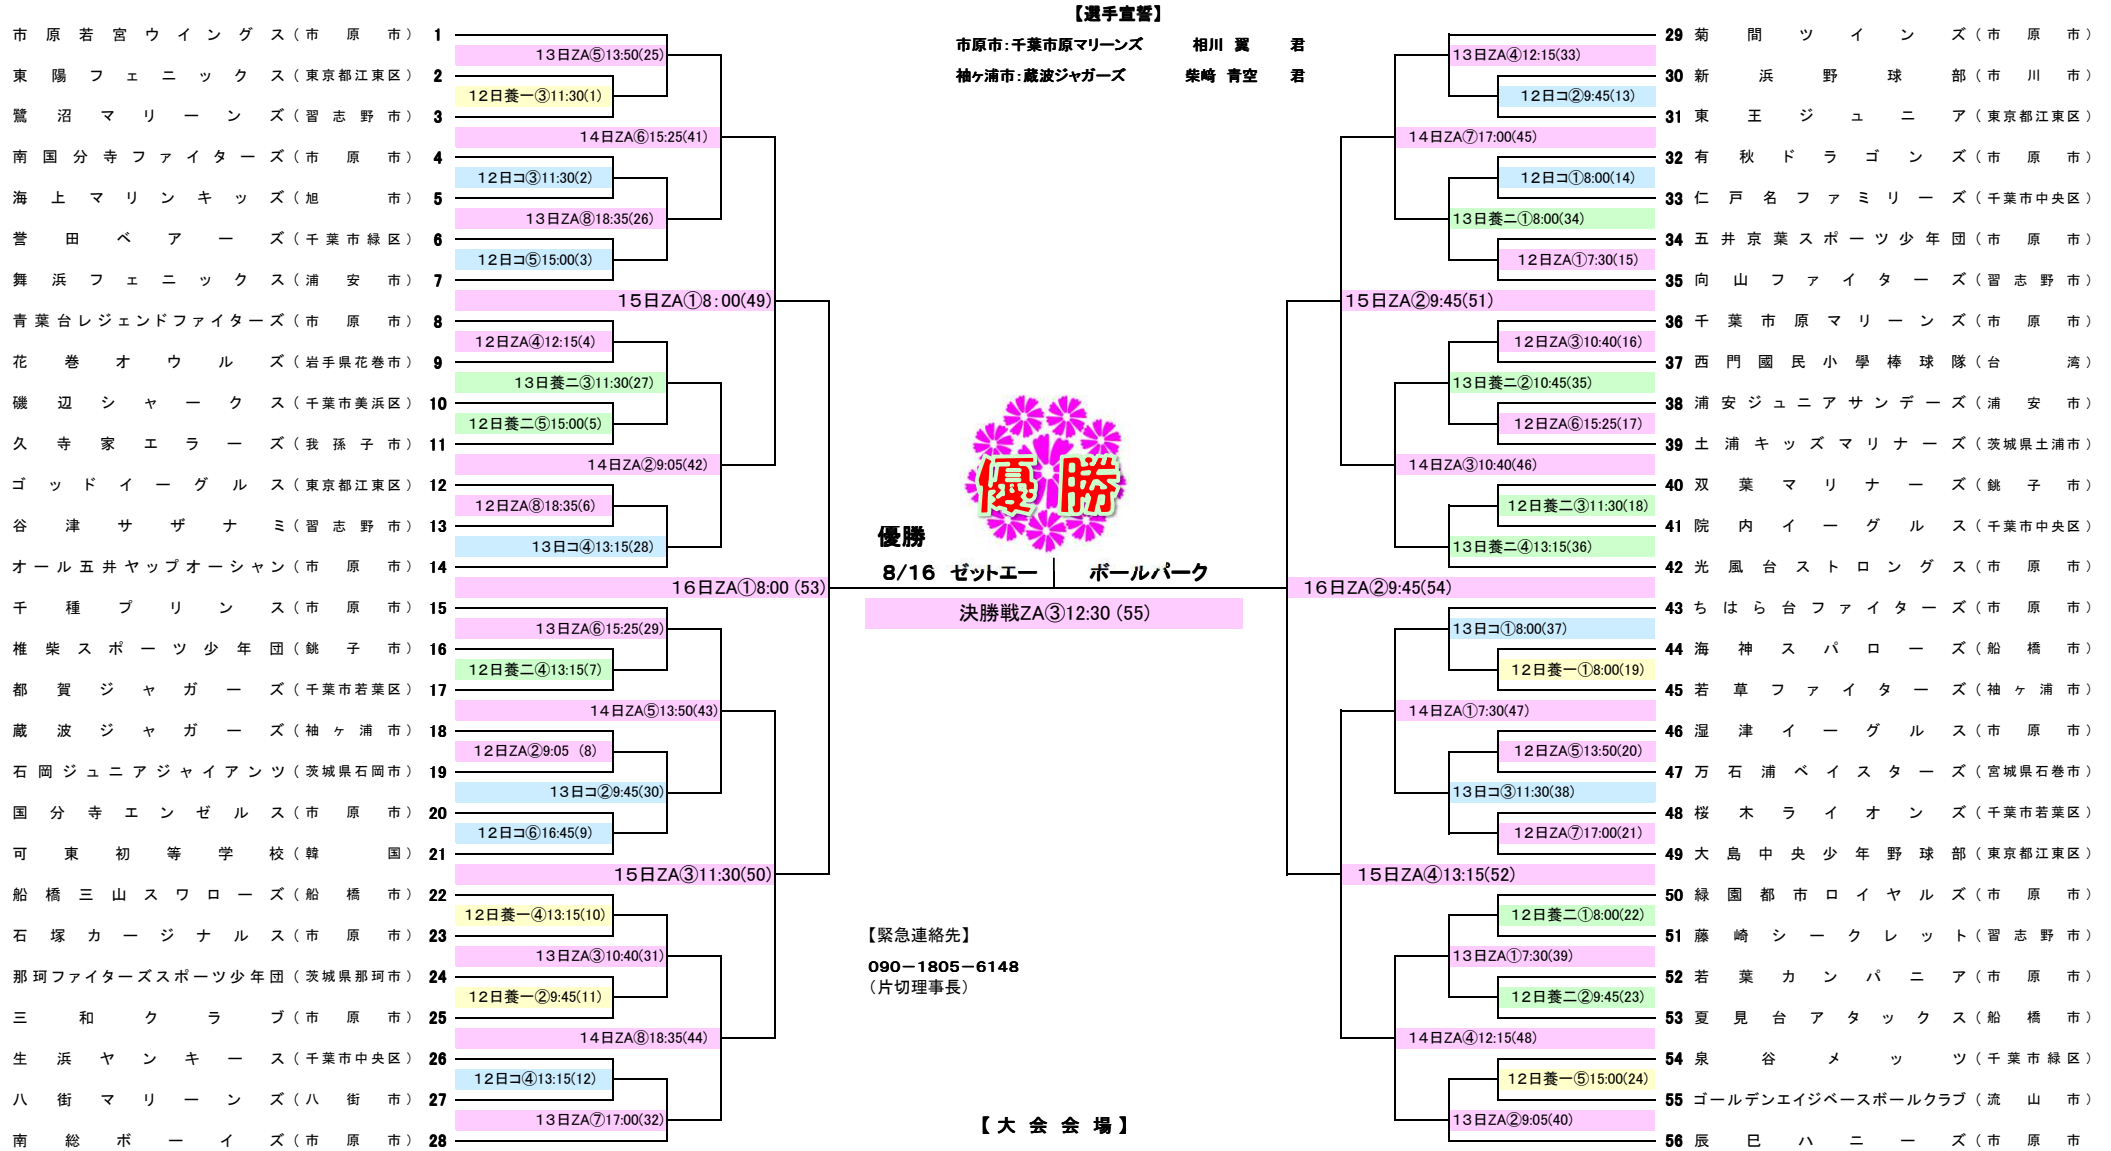 【選手宣誓】
市原市：千葉市原マリーンズ 相川 翼 君
袖ヶ浦市：蔵波ジャガーズ 柴崎 青空 君
市原若宮ウイングス（市原市） 1
13日ZA⑤13:50(25)
東陽フェニックス（東京都江東区） 2
12日養一③11:30(1)
鷺沼マリーンズ（習志野市） 3
14日ZA⑥15:25(41)
南国分寺ファイターズ（市原市） 4
12日コ③11:30(2)
海上マリンキッズ（旭市） 5
13日ZA⑧18:35(26)
誉田ベアーズ（千葉市緑区） 6
12日コ⑤15:00(3)
舞浜フェニックス（浦安市） 7
15日ZA①8:00(49)
青葉台レジェンドファイターズ（市原市） 8
12日ZA④12:15(4)
花巻オウルズ（岩手県花巻市） 9
13日養二③11:30(27)
磯辺シャークス（千葉市美浜区） 10
12日養二⑤15:00(5)
久寺家エラーズ（我孫子市） 11
14日ZA②9:05(42)
ゴッドイーグルス（東京都江東区） 12
12日ZA⑧18:35(6)
谷津サザナミ（習志野市） 13
13日コ④13:15(28)
オール五井ヤップオーシャン（市原市） 14
16日ZA①8:00 (53)
千種プリンス（市原市） 15
13日ZA⑥15:25(29)
椎柴スポーツ少年団（銚子市） 16
12日養二④13:15(7)
都賀ジャガーズ（千葉市若葉区） 17
14日ZA⑤13:50(43)
蔵波ジャガーズ（袖ヶ浦市） 18
12日ZA②9:05 (8)
石岡ジュニアジャイアンツ（茨城県石岡市） 19
13日コ②9:45(30)
国分寺エンゼルス（市原市） 20
12日コ⑥16:45(9)
可東初等学校（韓国） 21
15日ZA③11:30(50)
船橋三山スワローズ（船橋市） 22
12日養一④13:15(10)
石塚カージナルス（市原市） 23
13日ZA③10:40(31)
那珂ファイターズスポーツ少年団（茨城県那珂市） 24
12日養一②9:45(11)
三和クラブ（市原市） 25
14日ZA⑧18:35(44)
生浜ヤンキース（千葉市中央区） 26
12日コ④13:15(12)
八街マリーンズ（八街市） 27
13日ZA⑦17:00(32)
南総ボーイズ（市原市） 28
優勝
優勝
8/16 ゼットエー ボールパーク
決勝戦ZA③12:30 (55)
【緊急連絡先】
090－1805－6148
（片切理事長）
【大会会場】
29 菊間ツインズ（市原市）
13日ZA④12:15(33)
30 新浜野球部（市川市）
12日コ②9:45(13)
31 東王ジュニア（東京都江東区）
14日ZA⑦17:00(45)
32 有秋ドラゴンズ（市原市）
12日コ①8:00(14)
33 仁戸名ファミリーズ（千葉市中央区）
13日養二①8:00(34)
34 五井京葉スポーツ少年団（市原市）
12日ZA①7:30(15)
35 向山ファイターズ（習志野市）
15日ZA②9:45(51)
36 千葉市原マリーンズ（市原市）
12日ZA③10:40(16)
37 西門國民小學棒球隊（台湾）
13日養二②10:45(35)
38 浦安ジュニアサンデーズ（浦安市）
12日ZA⑥15:25(17)
39 土浦キッズマリナーズ（茨城県土浦市）
14日ZA③10:40(46)
40 双葉マリナーズ（銚子市）
12日養二③11:30(18)
41 院内イーグルス（千葉市中央区）
13日養二④13:15(36)
42 光風台ストロングス（市原市）
16日ZA②9:45(54)
43 ちはら台ファイターズ（市原市）
13日コ①8:00(37)
44 海神スパローズ（船橋市）
12日養一①8:00(19)
45 若草ファイターズ（袖ヶ浦市）
14日ZA①7:30(47)
46 湿津イーグルス（市原市）
12日ZA⑤13:50(20)
47 万石浦ベイスターズ（宮城県石巻市）
13日コ③11:30(38)
48 桜木ライオンズ（千葉市若葉区）
12日ZA⑦17:00(21)
49 大島中央少年野球部（東京都江東区）
15日ZA④13:15(52)
50 緑園都市ロイヤルズ（市原市）
12日養二①8:00(22)
51 藤崎シークレット（習志野市）
13日ZA①7:30(39)
52 若葉カンパニア（市原市）
12日養二②9:45(23)
53 夏見台アタックス（船橋市）
14日ZA④12:15(48)
54 泉谷メッツ（千葉市緑区）
12日養一⑤15:00(24)
55 ゴールデンエイジベースボールクラブ（流山市）
13日ZA②9:05(40)
56 辰巳ハニーズ（市原市